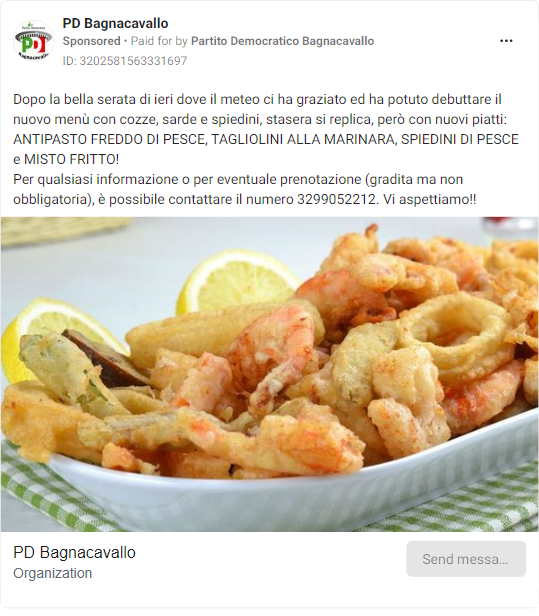 PD Bagnacavallo
Sponsored • Paid for by Partito Democratico Bagnacavallo
ID: 3202581563331697
PD
Dopo la bella serata di ieri dove il meteo ci ha graziato ed ha potuto debuttare il
nuovo menù con cozze, sarde e spiedini, stasera si replica, però con nuovi piatti:
ANTIPASTO FREDDO DI PESCE, TAGLIOLINI ALLA MARINARA, SPIEDINI DI PESCE
e MISTO FRITTO!
Per qualsiasi informazione o per eventuale prenotazione (gradita ma non
obbligatoria), è possibile contattare il numero 3299052212. Vi aspettiamo!!
PD Bagnacavallo
Organization
Send messa...